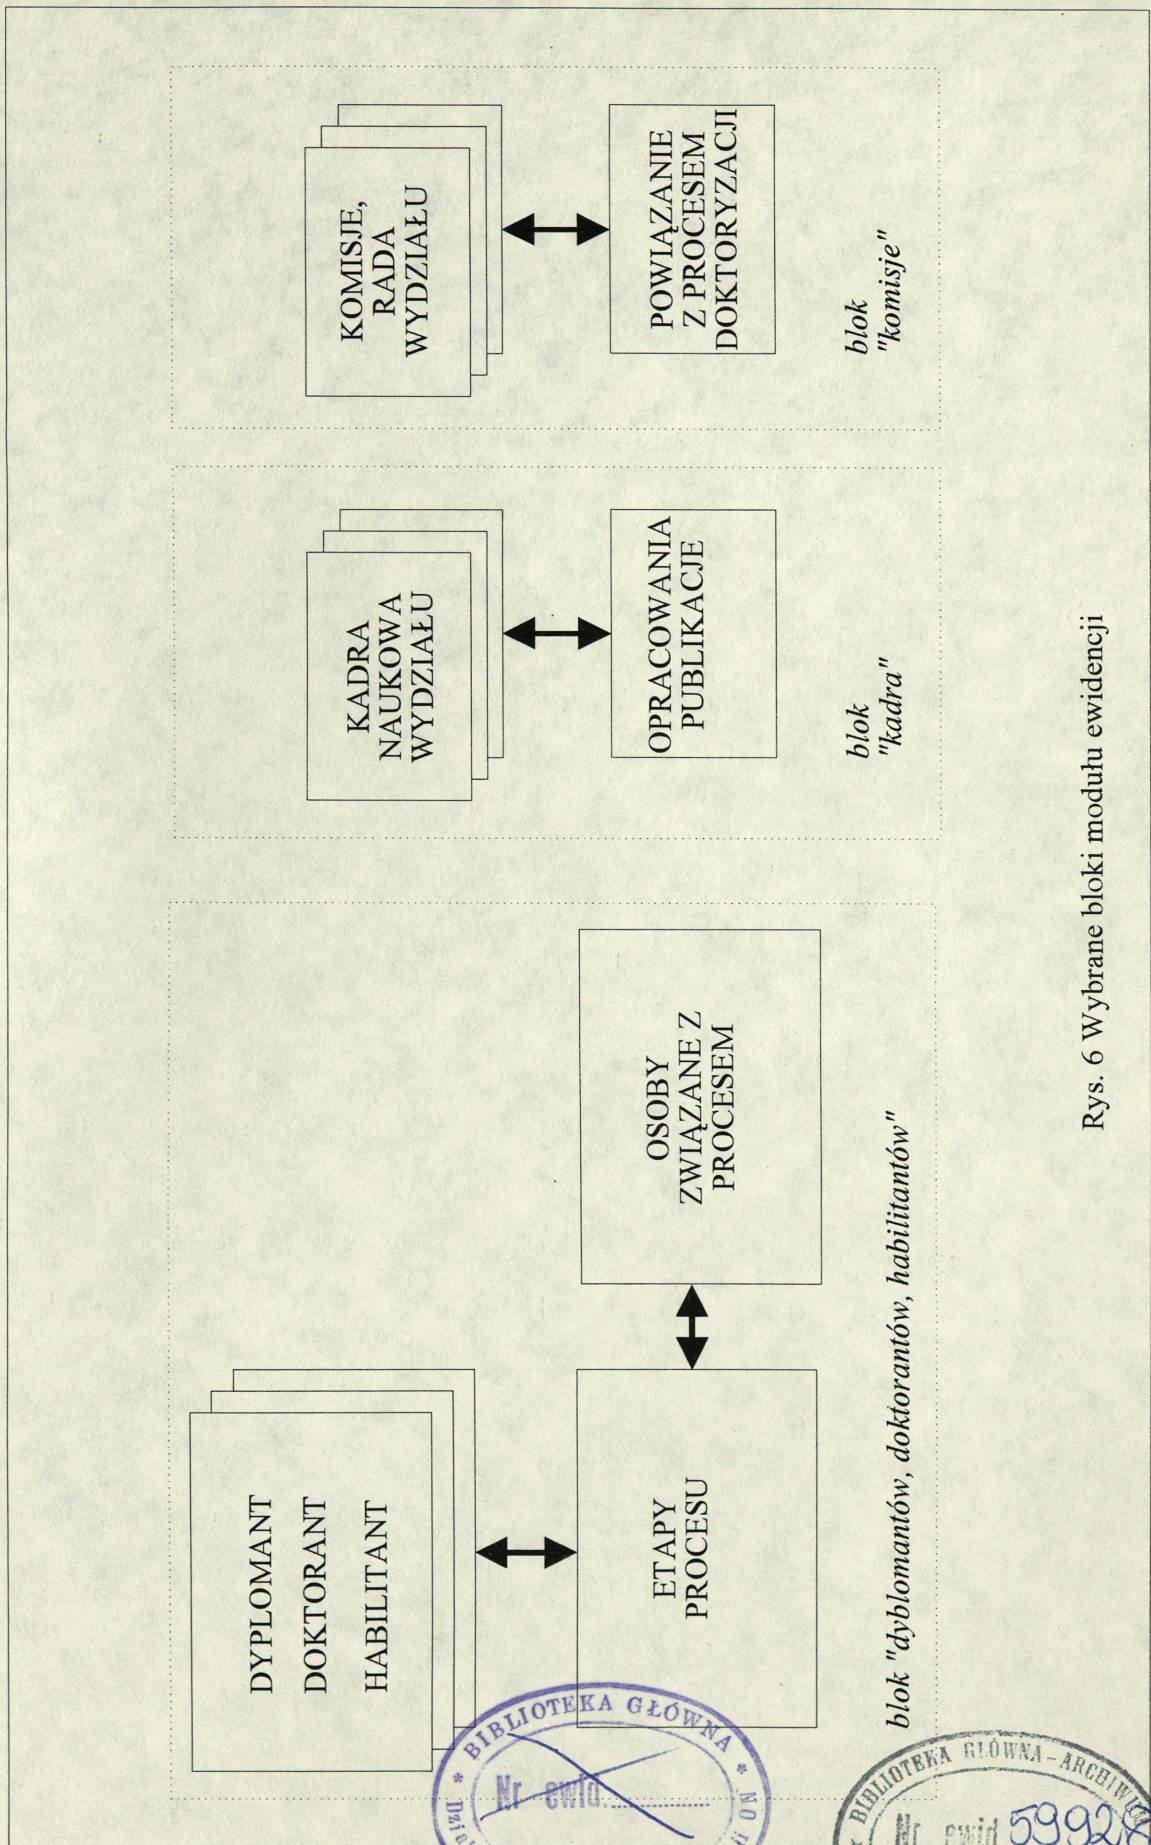 DYPLOMANT
DOKTORANT
HABILITANT
ETAPY
PROCESU
OSOBY
ZWIĄZANE Z
PROCESEM
blok "dyblomantów, doktorantów, habilitantów"
KADRA
NAUKOWA
WYDZIAŁU
OPRACOWANIA
PUBLIKACJE
blok
"kadra"
KOMISJE,
RADA
WYDZIAŁU
POWIĄZANIE
Z PROCESEM
DOKTORYZACJI
blok
"komisje"
Rys. 6 Wybrane bloki modułu ewidencji
* BIBLIOTEKA GŁÓWNA *
Nr ewid.
BIBLIOTEKA GŁÓWNA-ARCHIWUM
Nr ewid 59928